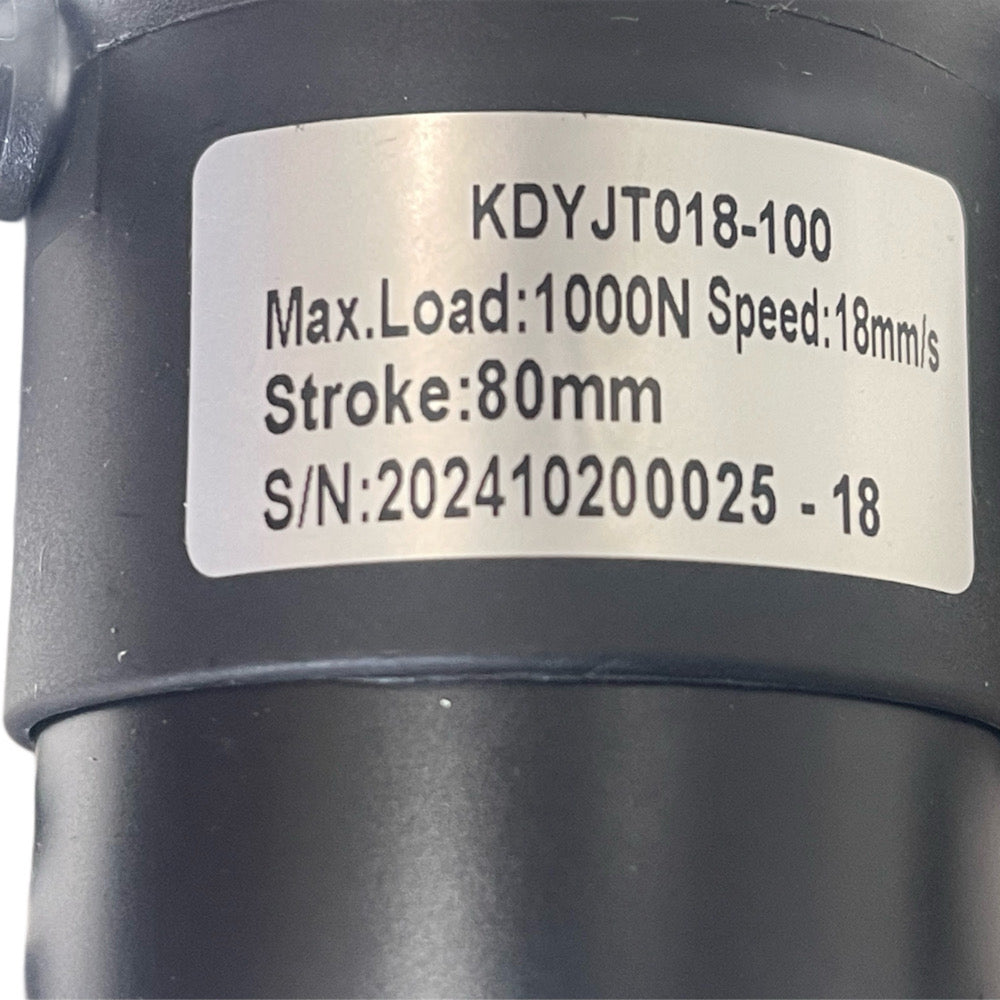 KDYJT018-100
Max.Load:1000N Speed:18mm/s
Stroke:80mm
S/N:202410200025 - 18